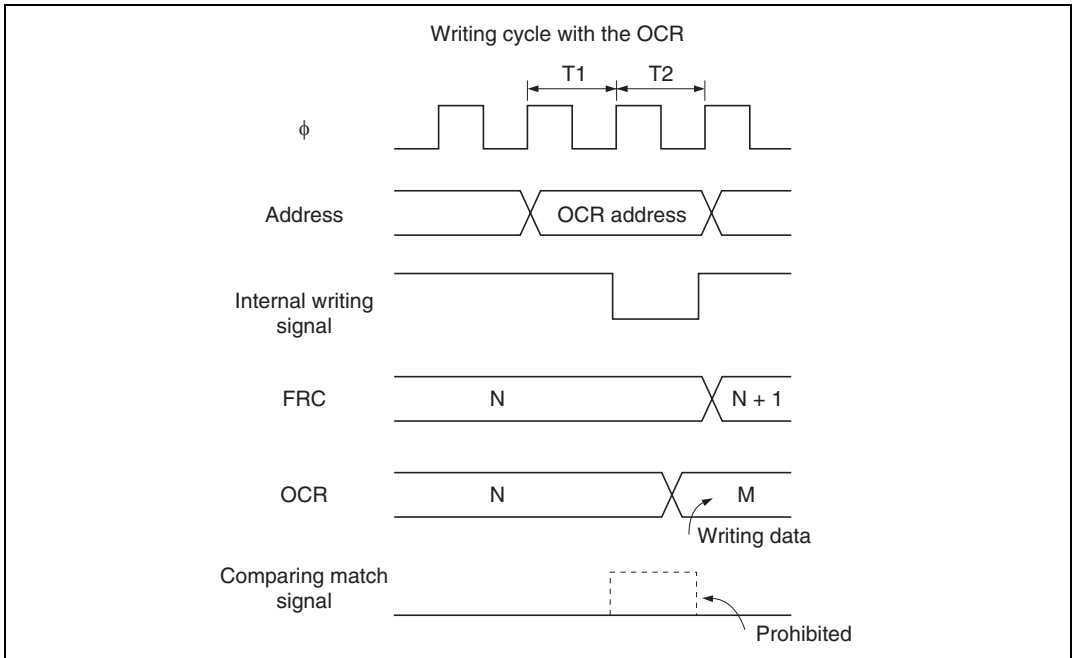 Writing cycle with the OCR
T1 T2
ϕ
Address OCR address
Internal writing
signal
FRC N N + 1
OCR N M
Writing data
Comparing match
signal
Prohibited